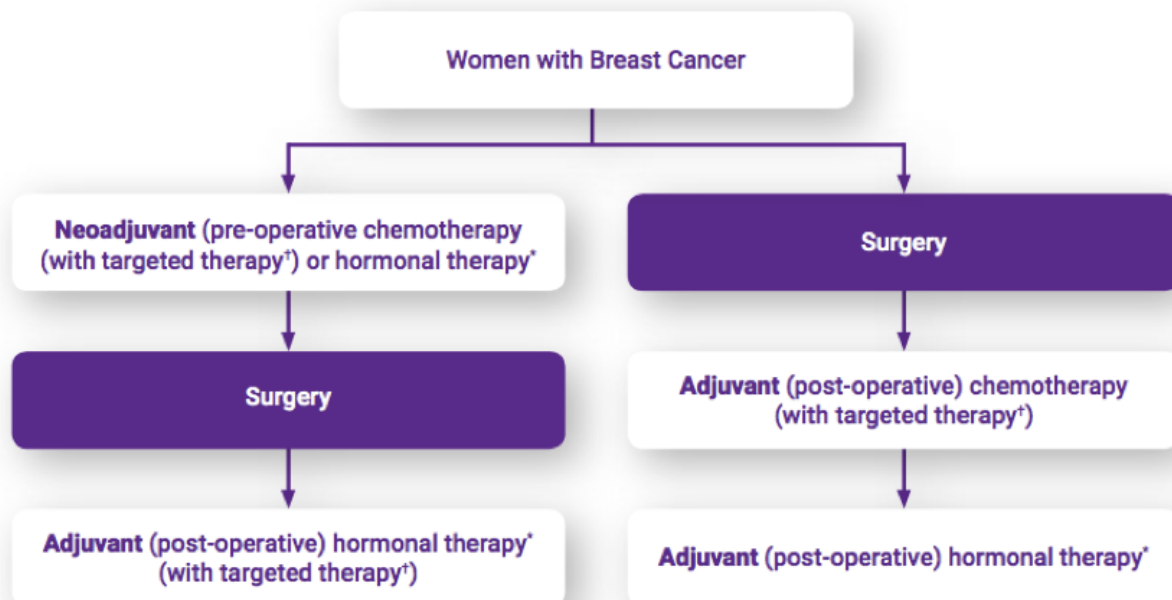 Women with Breast Cancer
Neoadjuvant (pre-operative chemotherapy
(with targeted therapy†) or hormonal therapy*
Surgery
Surgery
Adjuvant (post-operative) chemotherapy
(with targeted therapy†)
Adjuvant (post-operative) hormonal therapy*
(with targeted therapy†)
Adjuvant (post-operative) hormonal therapy*